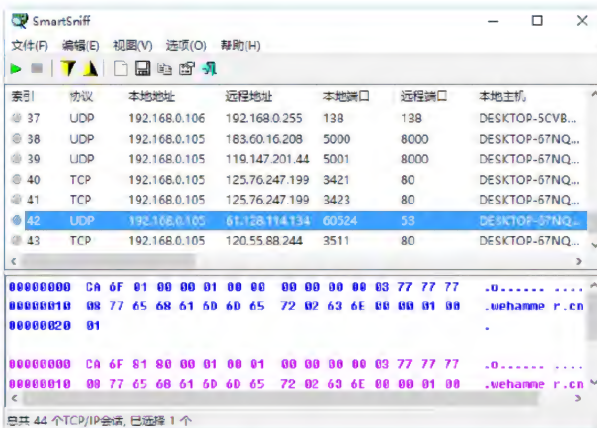 SmartSniff
文件(F) 编辑(E) 视图(V) 选项(O) 帮助(H)
索引 协议 本地地址 远程地址 本地端口 远程端口 本地主机
37 UDP 192.168.0.106 192.168.0.255 138 138 DESKTOP-5CVB...
38 UDP 192.168.0.105 183.60.16.208 5000 8000 DESKTOP-67NQ...
39 UDP 192.168.0.105 119.147.201.44 5001 8000 DESKTOP-67NQ...
40 TCP 192.168.0.105 125.76.247.199 3421 80 DESKTOP-67NQ...
41 TCP 192.168.0.105 125.76.247.199 3423 80 DESKTOP-67NQ...
42 UDP 192.168.0.105 61.128.114.134 60524 53 DESKTOP-67NQ...
43 TCP 192.168.0.105 120.55.88.244 3511 80 DESKTOP-67NQ...
00000000 CA 6F 01 00 00 01 00 00 00 00 00 00 03 77 77 77 .o...... ....
00000010 08 77 65 68 61 6D 6D 65 72 02 63 6E 00 00 01 00 .wehamme r.cn
00000020 01 .
00000000 CA 6F 81 80 00 01 00 01 00 00 00 00 03 77 77 77 .o...... ....
00000010 08 77 65 68 61 6D 6D 65 72 02 63 6E 00 00 01 00 .wehamme r.cn
总共 44 个TCP/IP会话, 已选择 1 个